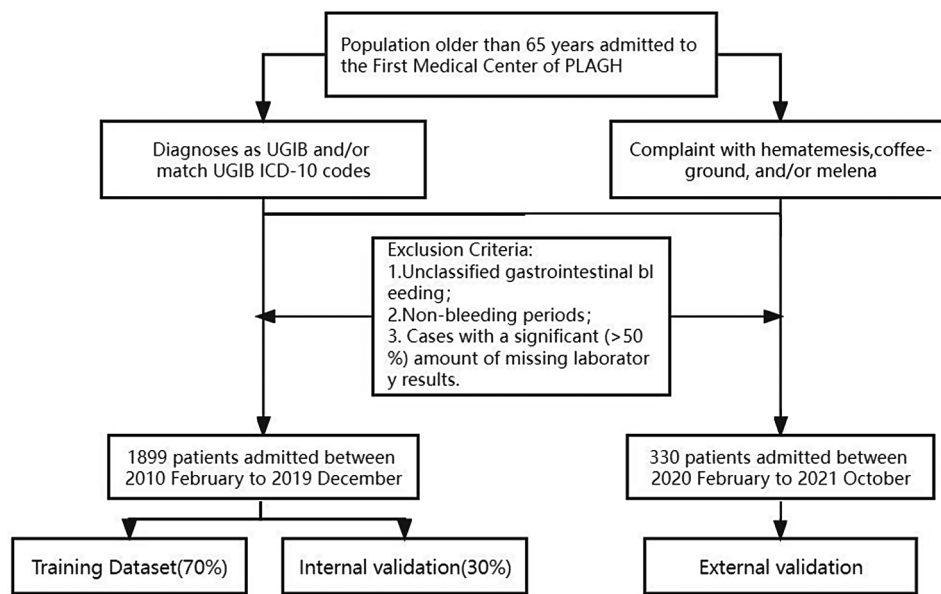 Population older than 65 years admitted to
the First Medical Center of PLAGH
Diagnoses as UGIB and/or
match UGIB ICD-10 codes
Complaint with hematemesis,coffee-
ground, and/or melena
Exclusion Criteria:
1.Unclassified gastrointestinal bl
eeding;
2.Non-bleeding periods;
3. Cases with a significant (>50
%) amount of missing laborator
y results.
1899 patients admitted between
2010 February to 2019 December
330 patients admitted between
2020 February to 2021 October
Training Dataset(70%)
Internal validation(30%)
External validation